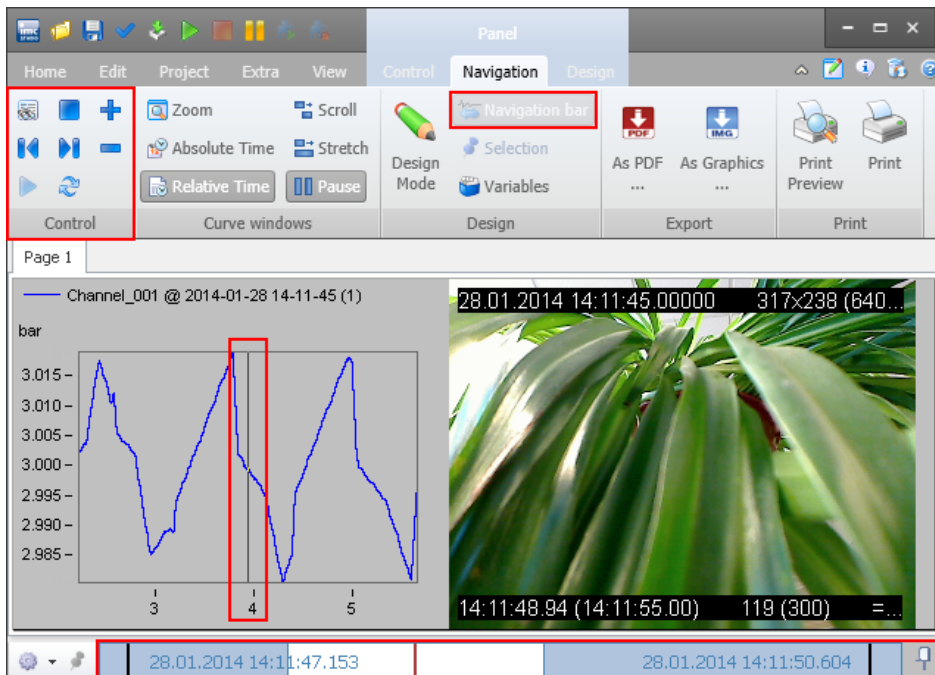 imc
STUDIO
Panel
Home Edit Project Extra View Control Navigation Design
Zoom Scroll Navigation bar
Absolute Time Stretch Selection
Relative Time Pause Variables
Design
Mode
PDF
As PDF
...
IMG
As Graphics
...
Print
Preview
Print
Control Curve windows Design Export Print
Page 1
Channel_001 @ 2014-01-28 14-11-45 (1)
bar
3.015
3.010
3.005
3.000
2.995
2.990
2.985
3 4 5
28.01.2014 14:11:45.00000 317x238 (640...
14:11:48.94 (14:11:55.00) 119 (300) =...
28.01.2014 14:11:47.153 28.01.2014 14:11:50.604